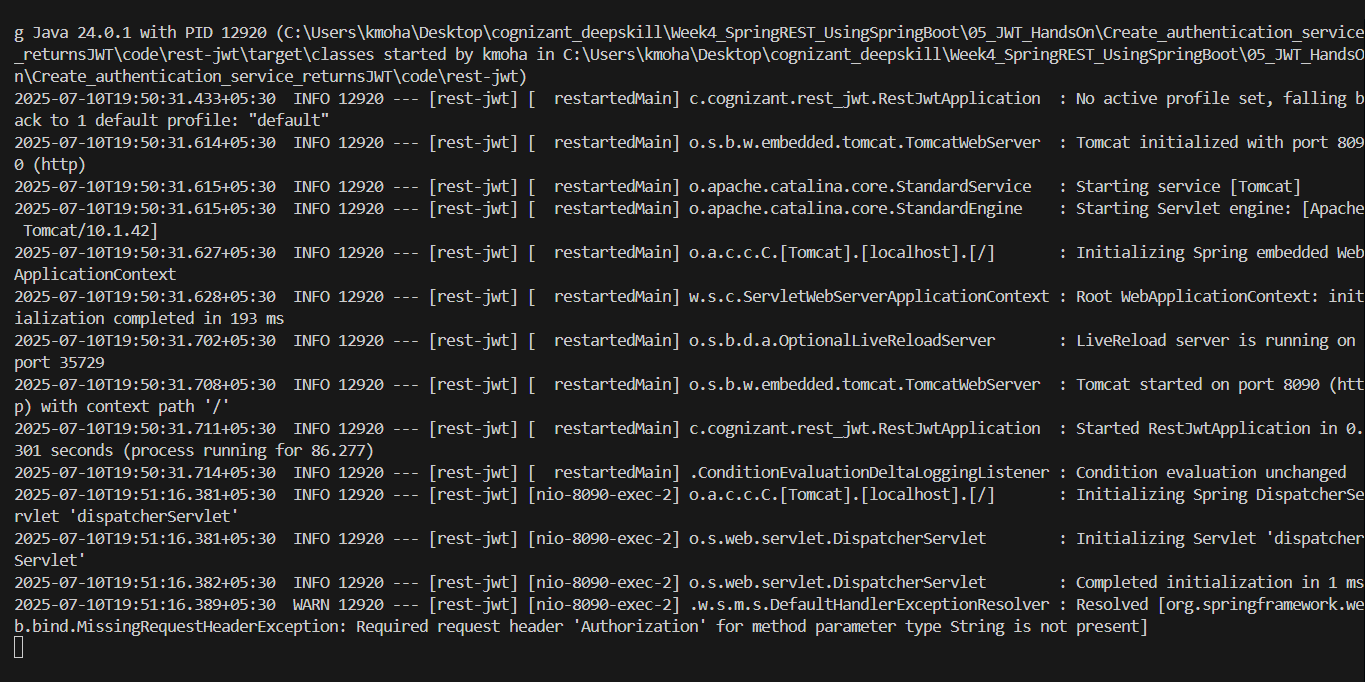 g Java 24.0.1 with PID 12920 (C:\Users\kmoha\Desktop\cognizant_deepskill\Week4_SpringREST_UsingSpringBoot\05_JWT_HandsOn\Create_authentication_service
_returnsJWT\code\rest-jwt\target\classes started by kmoha in C:\Users\kmoha\Desktop\cognizant_deepskill\Week4_SpringREST_UsingSpringBoot\05_JWT_HandsO
n\Create_authentication_service_returnsJWT\code\rest-jwt)
2025-07-10T19:50:31.433+05:30  INFO 12920 --- [rest-jwt] [  restartedMain] c.cognizant.rest_jwt.RestJwtApplication  : No active profile set, falling b
ack to 1 default profile: "default"
2025-07-10T19:50:31.614+05:30  INFO 12920 --- [rest-jwt] [  restartedMain] o.s.b.w.embedded.tomcat.TomcatWebServer  : Tomcat initialized with port 809
0 (http)
2025-07-10T19:50:31.615+05:30  INFO 12920 --- [rest-jwt] [  restartedMain] o.apache.catalina.core.StandardService   : Starting service [Tomcat]
2025-07-10T19:50:31.615+05:30  INFO 12920 --- [rest-jwt] [  restartedMain] o.apache.catalina.core.StandardEngine    : Starting Servlet engine: [Apache
 Tomcat/10.1.42]
2025-07-10T19:50:31.627+05:30  INFO 12920 --- [rest-jwt] [  restartedMain] o.a.c.c.C.[Tomcat].[localhost].[/]       : Initializing Spring embedded Web
ApplicationContext
2025-07-10T19:50:31.628+05:30  INFO 12920 --- [rest-jwt] [  restartedMain] w.s.c.ServletWebServerApplicationContext : Root WebApplicationContext: init
ialization completed in 193 ms
2025-07-10T19:50:31.702+05:30  INFO 12920 --- [rest-jwt] [  restartedMain] o.s.b.d.a.OptionalLiveReloadServer       : LiveReload server is running on
port 35729
2025-07-10T19:50:31.708+05:30  INFO 12920 --- [rest-jwt] [  restartedMain] o.s.b.w.embedded.tomcat.TomcatWebServer  : Tomcat started on port 8090 (htt
p) with context path '/'
2025-07-10T19:50:31.711+05:30  INFO 12920 --- [rest-jwt] [  restartedMain] c.cognizant.rest_jwt.RestJwtApplication  : Started RestJwtApplication in 0.
301 seconds (process running for 86.277)
2025-07-10T19:50:31.714+05:30  INFO 12920 --- [rest-jwt] [  restartedMain] .ConditionEvaluationDeltaLoggingListener : Condition evaluation unchanged
2025-07-10T19:51:16.381+05:30  INFO 12920 --- [rest-jwt] [nio-8090-exec-2] o.a.c.c.C.[Tomcat].[localhost].[/]       : Initializing Spring DispatcherSe
rvlet 'dispatcherServlet'
2025-07-10T19:51:16.381+05:30  INFO 12920 --- [rest-jwt] [nio-8090-exec-2] o.s.web.servlet.DispatcherServlet        : Initializing Servlet 'dispatcher
Servlet'
2025-07-10T19:51:16.382+05:30  INFO 12920 --- [rest-jwt] [nio-8090-exec-2] o.s.web.servlet.DispatcherServlet        : Completed initialization in 1 ms
2025-07-10T19:51:16.389+05:30  WARN 12920 --- [rest-jwt] [nio-8090-exec-2] .w.s.m.s.DefaultHandlerExceptionResolver : Resolved [org.springframework.we
b.bind.MissingRequestHeaderException: Required request header 'Authorization' for method parameter type String is not present]